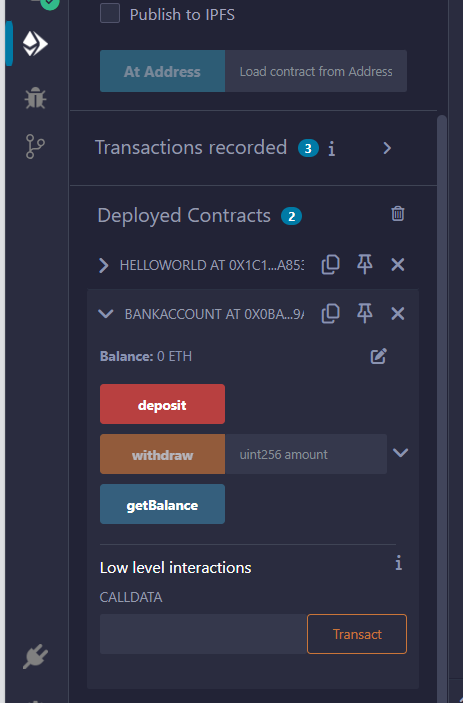 Publish to IPFS
At Address Load contract from Address
Transactions recorded 3 i
Deployed Contracts 2
HELLOWORLD AT 0X1C1...A853
BANKACCOUNT AT 0X0BA...9A
Balance: 0 ETH
deposit
withdraw uint256 amount
getBalance
Low level interactions i
CALLDATA
Transact